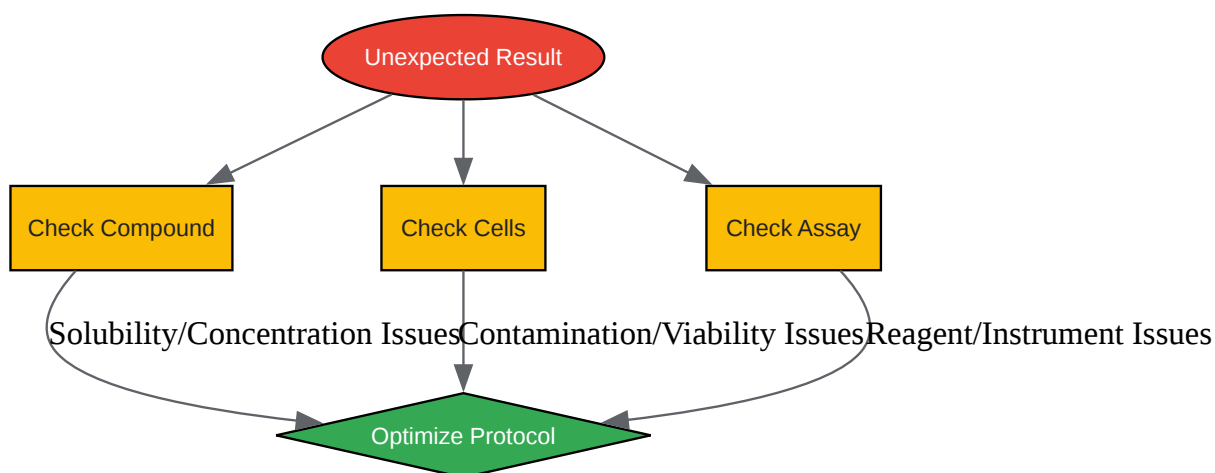 Unexpected Result
Check Compound
Check Cells
Check Assay
Solubility/Concentration Issues
Contamination/Viability Issues
Reagent/Instrument Issues
Optimize Protocol